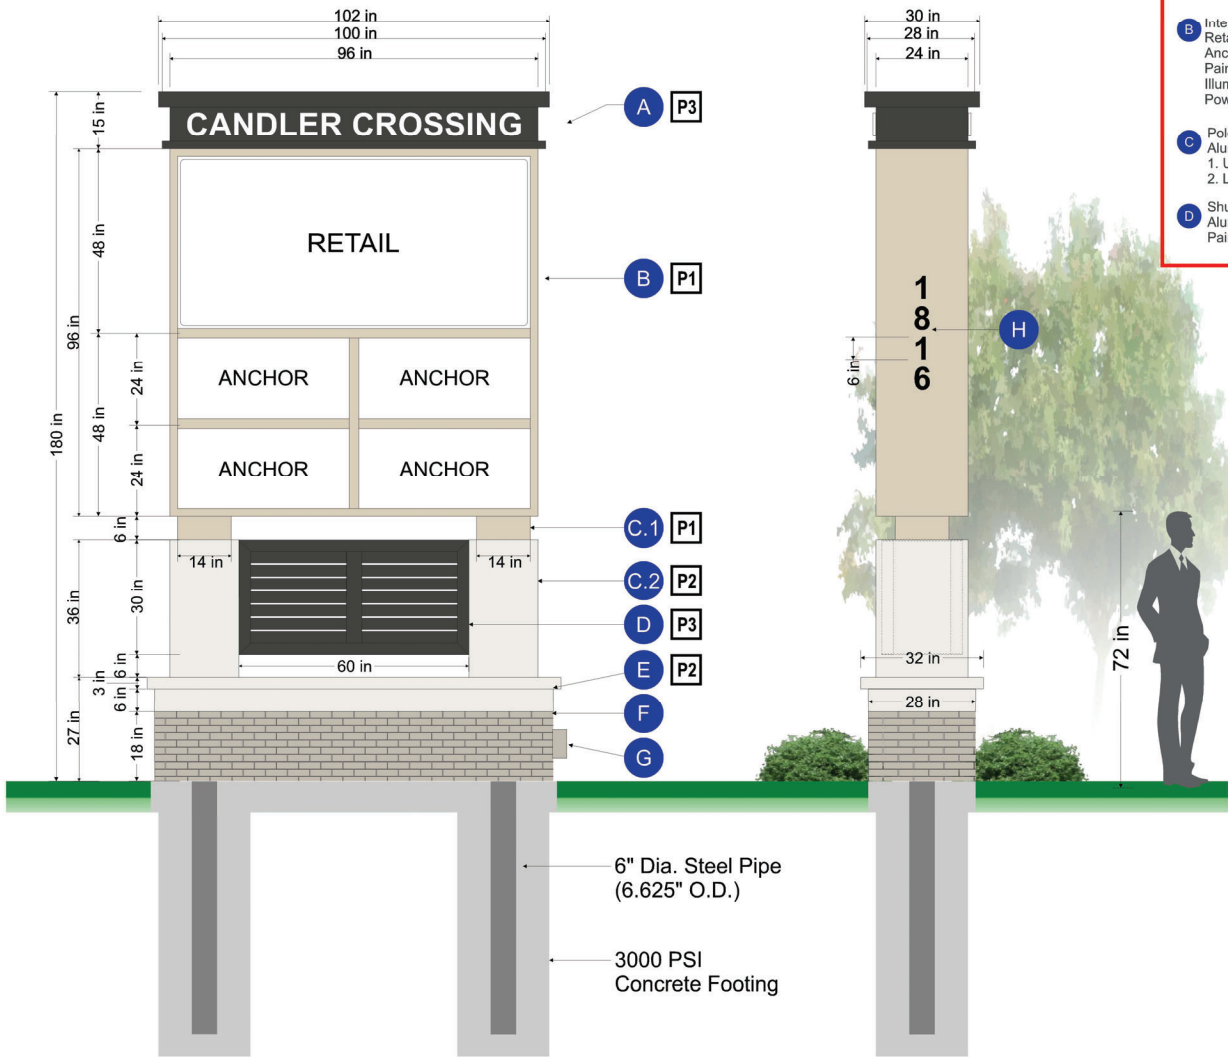 102 in
100 in
96 in
30 in
28 in
24 in
15 in
CANDLER CROSSING
A
P3
48 in
RETAIL
B
P1
96 in
180 in
24 in
48 in
24 in
ANCHOR
ANCHOR
ANCHOR
ANCHOR
1
8
1
6
H
6 in
6 in
C.1
P1
14 in
14 in
C.2
P2
36 in
30 in
D
P3
6 in
60 in
E
P2
3 in
6 in
F
27 in
18 in
G
32 in
28 in
72 in
6" Dia. Steel Pipe
(6.625" O.D.)
3000 PSI
Concrete Footing
B
C
1.
2.
D